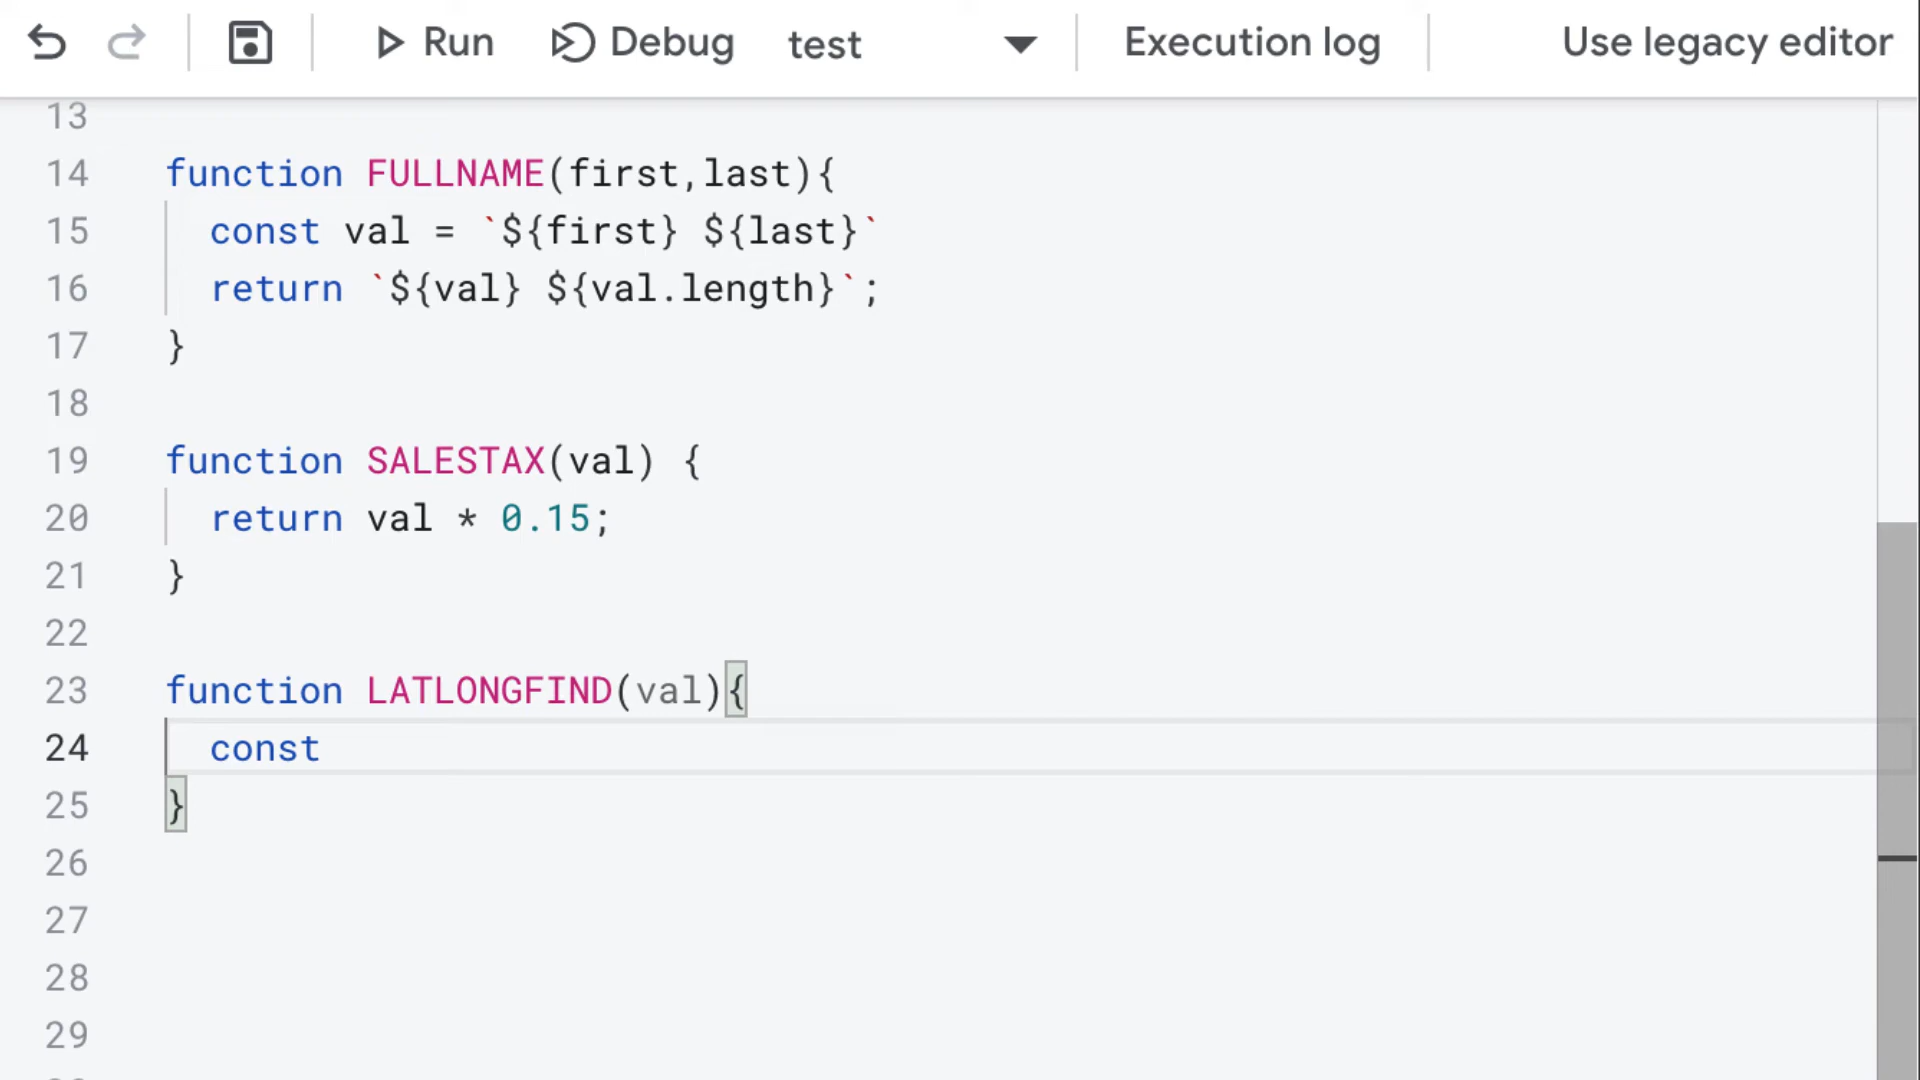 Run Debug test Execution log Use legacy editor
13
14 function FULLNAME(first,last){
15 const val = `${first} ${last}`
16 return `${val} ${val.length}`;
17 }
18
19 function SALESTAX(val) {
20 return val * 0.15;
21 }
22
23 function LATLONGFIND(val){
24 const
25 }
26
27
28
29